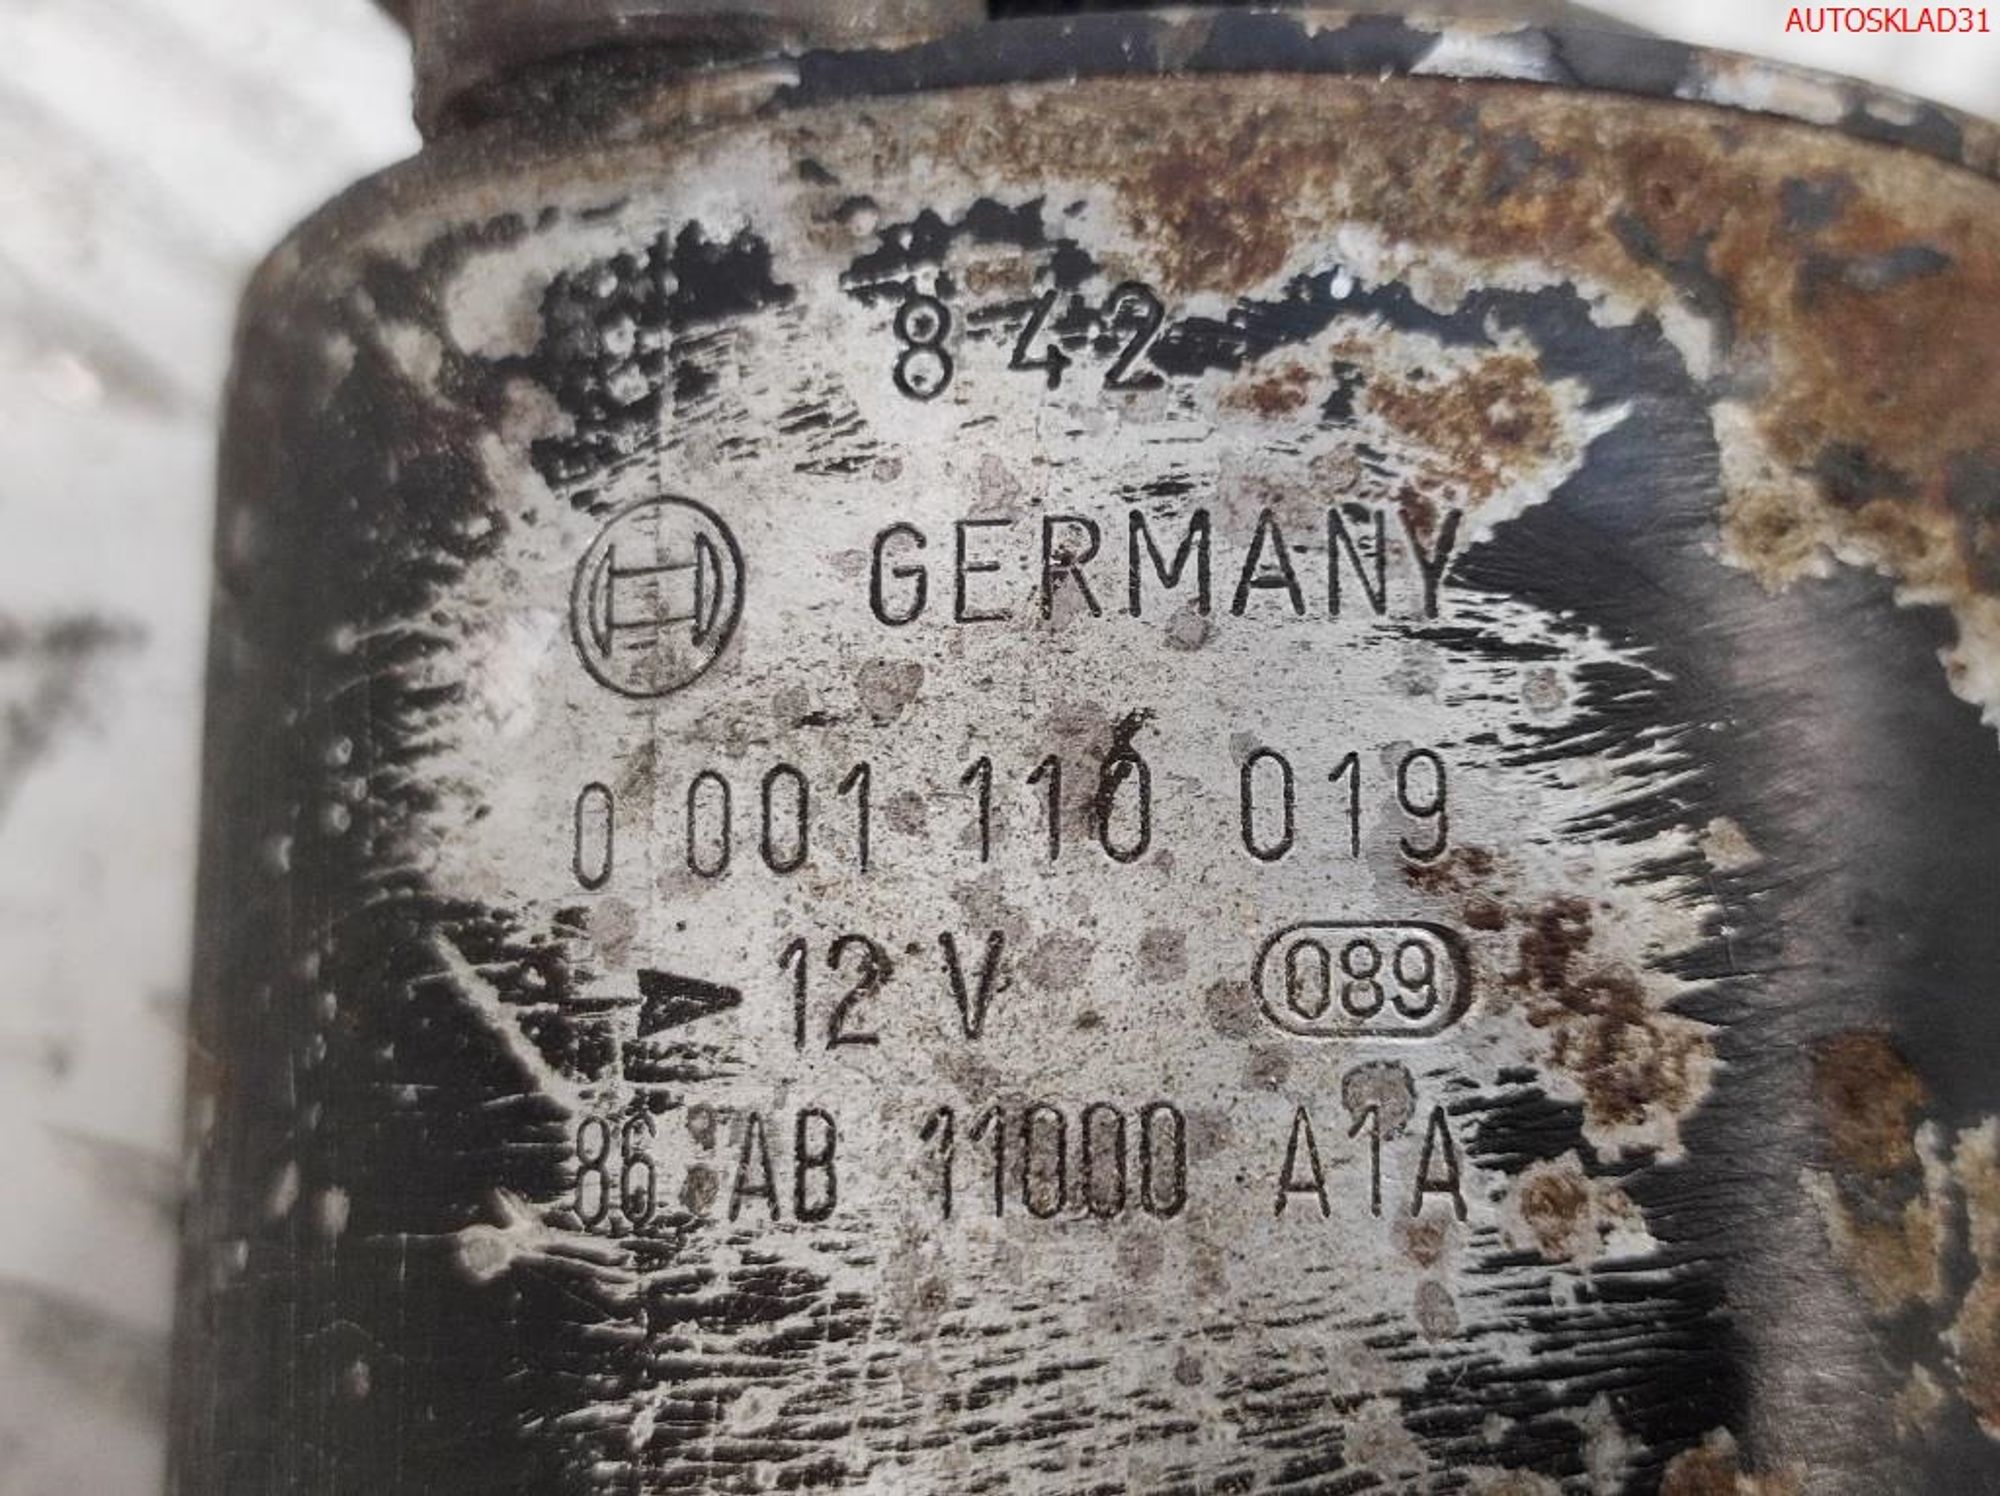 AUTOSKLAD31
842
GERMANY
0 001 110 019
12 V 089
86 AB 11000 A1A